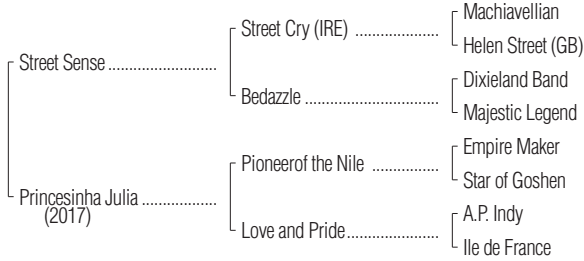 Machiavellian
Street Cry (IRE) ..................
Helen Street (GB)
Street Sense .......................
Dixieland Band
Bedazzle .............................
Majestic Legend
Empire Maker
Pioneerof the Nile ..............
Star of Goshen
Princesinha Julia ................
(2017)
A.P. Indy
Love and Pride....................
Ile de France